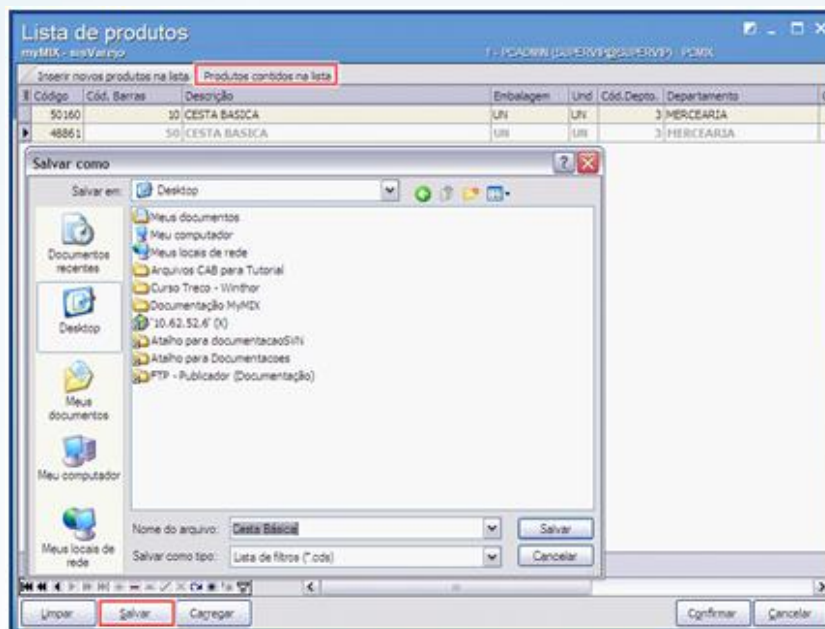 Lista de produtos
myMIX - sisVarejo
1 - PCADMIN (SUPERVIP@SUPERVIP) - PCMIX
Inserir novos produtos na lista
Produtos contidos na lista
Código Cód. Barras Descrição Embalagem Und Cód.Depto. Departamento
50160 10 CESTA BASICA UN UN 3 MERCEARIA
48861 50 CESTA BASICA UN UN 3 MERCEARIA
Salvar como
Salvar em: Desktop
Documentos recentes
Desktop
Meus documentos
Meu computador
Meus locais de rede
Meus documentos
Meu computador
Meus locais de rede
Arquivos CAB para Tutorial
Curso Treco - Winthor
Documentação MyMIX
"10.62.52.6" (X)
Atalho para documentacaoSVN
Atalho para Documentacoes
FTP - Publicador (Documentação)
Nome do arquivo: Cesta Básica Salvar
Salvar como tipo: Lista de filtros (*.cds) Cancelar
Limpar Salvar Carregar Confirmar Cancelar